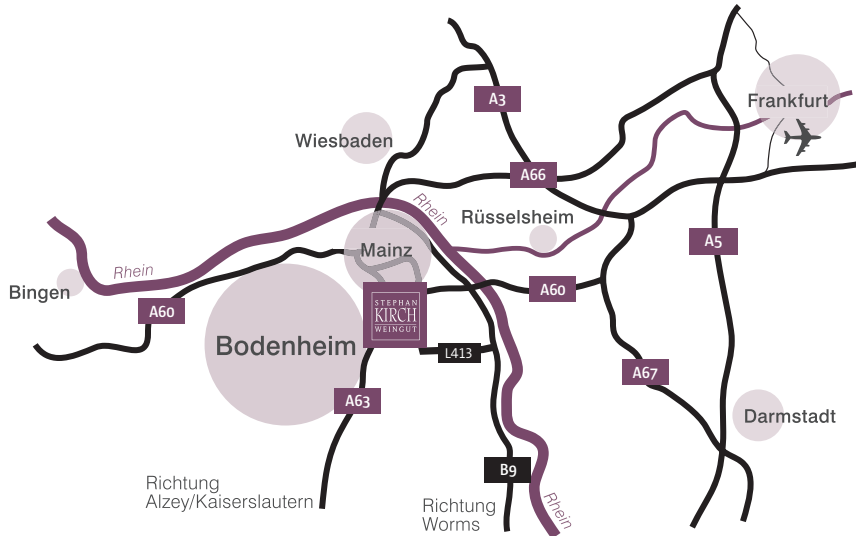 A3
Frankfurt
Wiesbaden
A66
Rhein
Rüsselsheim
Mainz
A5
Rhein
Bingen
A60
A60
STEPHAN
KIRCH
WEINGUT
Bodenheim
L413
A67
A63
Darmstadt
B9
Richtung
Alzey/Kaiserslautern
Richtung
Worms
Rhein